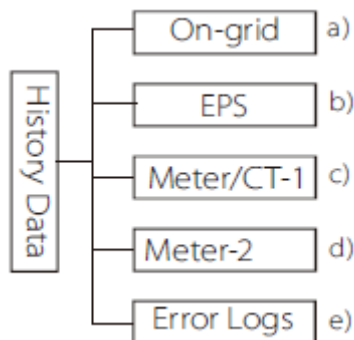 History Data
On-grid a)
EPS b)
Meter/CT-1 c)
Meter-2 d)
Error Logs e)